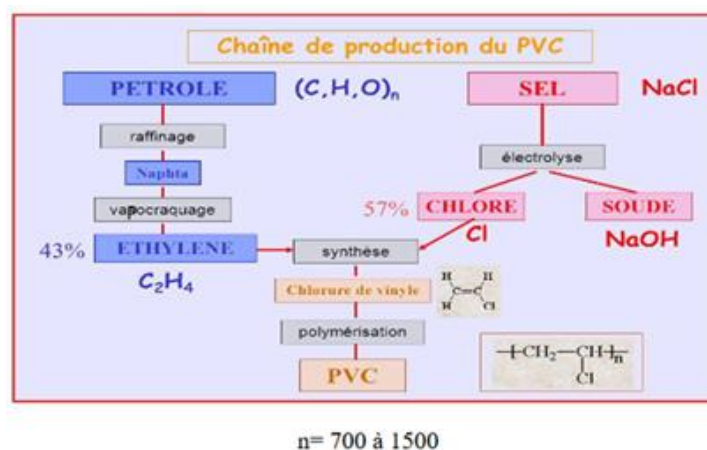 Chaîne de production du PVC
PETROLE (C,H,O)n
SEL NaCl
raffinage
électrolyse
Naphta
vapocraquage
57% CHLORE
SOUDE
Cl
NaOH
43% ETHYLENE
synthèse
C₂H₄
Chlorure de vinyle
H H
C=C
H Cl
polymérisation
PVC
-[-CH₂-CH-]n
Cl
n= 700 à 1500